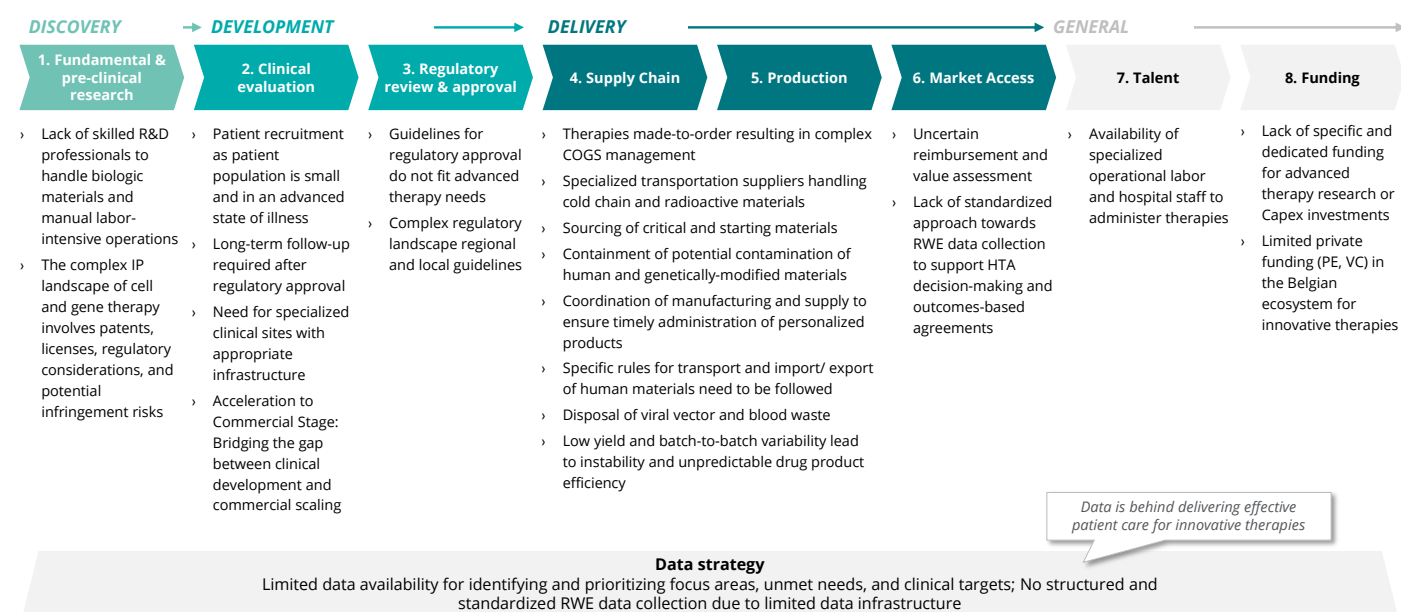 DISCOVERY
DEVELOPMENT
DELIVERY
GENERAL
1. Fundamental &
pre-clinical
research
2. Clinical
evaluation
3. Regulatory
review & approval
4. Supply Chain
5. Production
6. Market Access
7. Talent
8. Funding
› Lack of skilled R&D
professionals to
handle biologic
materials and
manual labor-
intensive operations
› The complex IP
landscape of cell
and gene therapy
involves patents,
licenses, regulatory
considerations, and
potential
infringement risks
› Patient recruitment
as patient
population is small
and in an advanced
state of illness
› Long-term follow-up
required after
regulatory approval
› Need for specialized
clinical sites with
appropriate
infrastructure
› Acceleration to
Commercial Stage:
Bridging the gap
between clinical
development and
commercial scaling
› Guidelines for
regulatory approval
do not fit advanced
therapy needs
› Complex regulatory
landscape regional
and local guidelines
› Therapies made-to-order resulting in complex
COGS management
› Specialized transportation suppliers handling
cold chain and radioactive materials
› Sourcing of critical and starting materials
› Containment of potential contamination of
human and genetically-modified materials
› Coordination of manufacturing and supply to
ensure timely administration of personalized
products
› Specific rules for transport and import/ export
of human materials need to be followed
› Disposal of viral vector and blood waste
› Low yield and batch-to-batch variability lead
to instability and unpredictable drug product
efficiency
› Uncertain
reimbursement and
value assessment
› Lack of standardized
approach towards
RWE data collection
to support HTA
decision-making and
outcomes-based
agreements
› Availability of
specialized
operational labor
and hospital staff to
administer therapies
› Lack of specific and
dedicated funding
for advanced
therapy research or
Capex investments
› Limited private
funding (PE, VC) in
the Belgian
ecosystem for
innovative therapies
Data is behind delivering effective
patient care for innovative therapies
Data strategy
Limited data availability for identifying and prioritizing focus areas, unmet needs, and clinical targets; No structured and
standardized RWE data collection due to limited data infrastructure